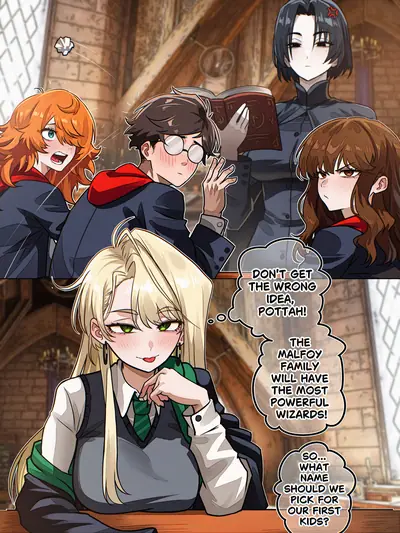 DON'T GET
THE WRONG
IDEA,
POTTAH!
THE
MALFOY
FAMILY
WILL HAVE
THE MOST
POWERFUL
WIZARDS!
SO...
WHAT
NAME
SHOULD WE
PICK FOR
OUR FIRST
KIDS?